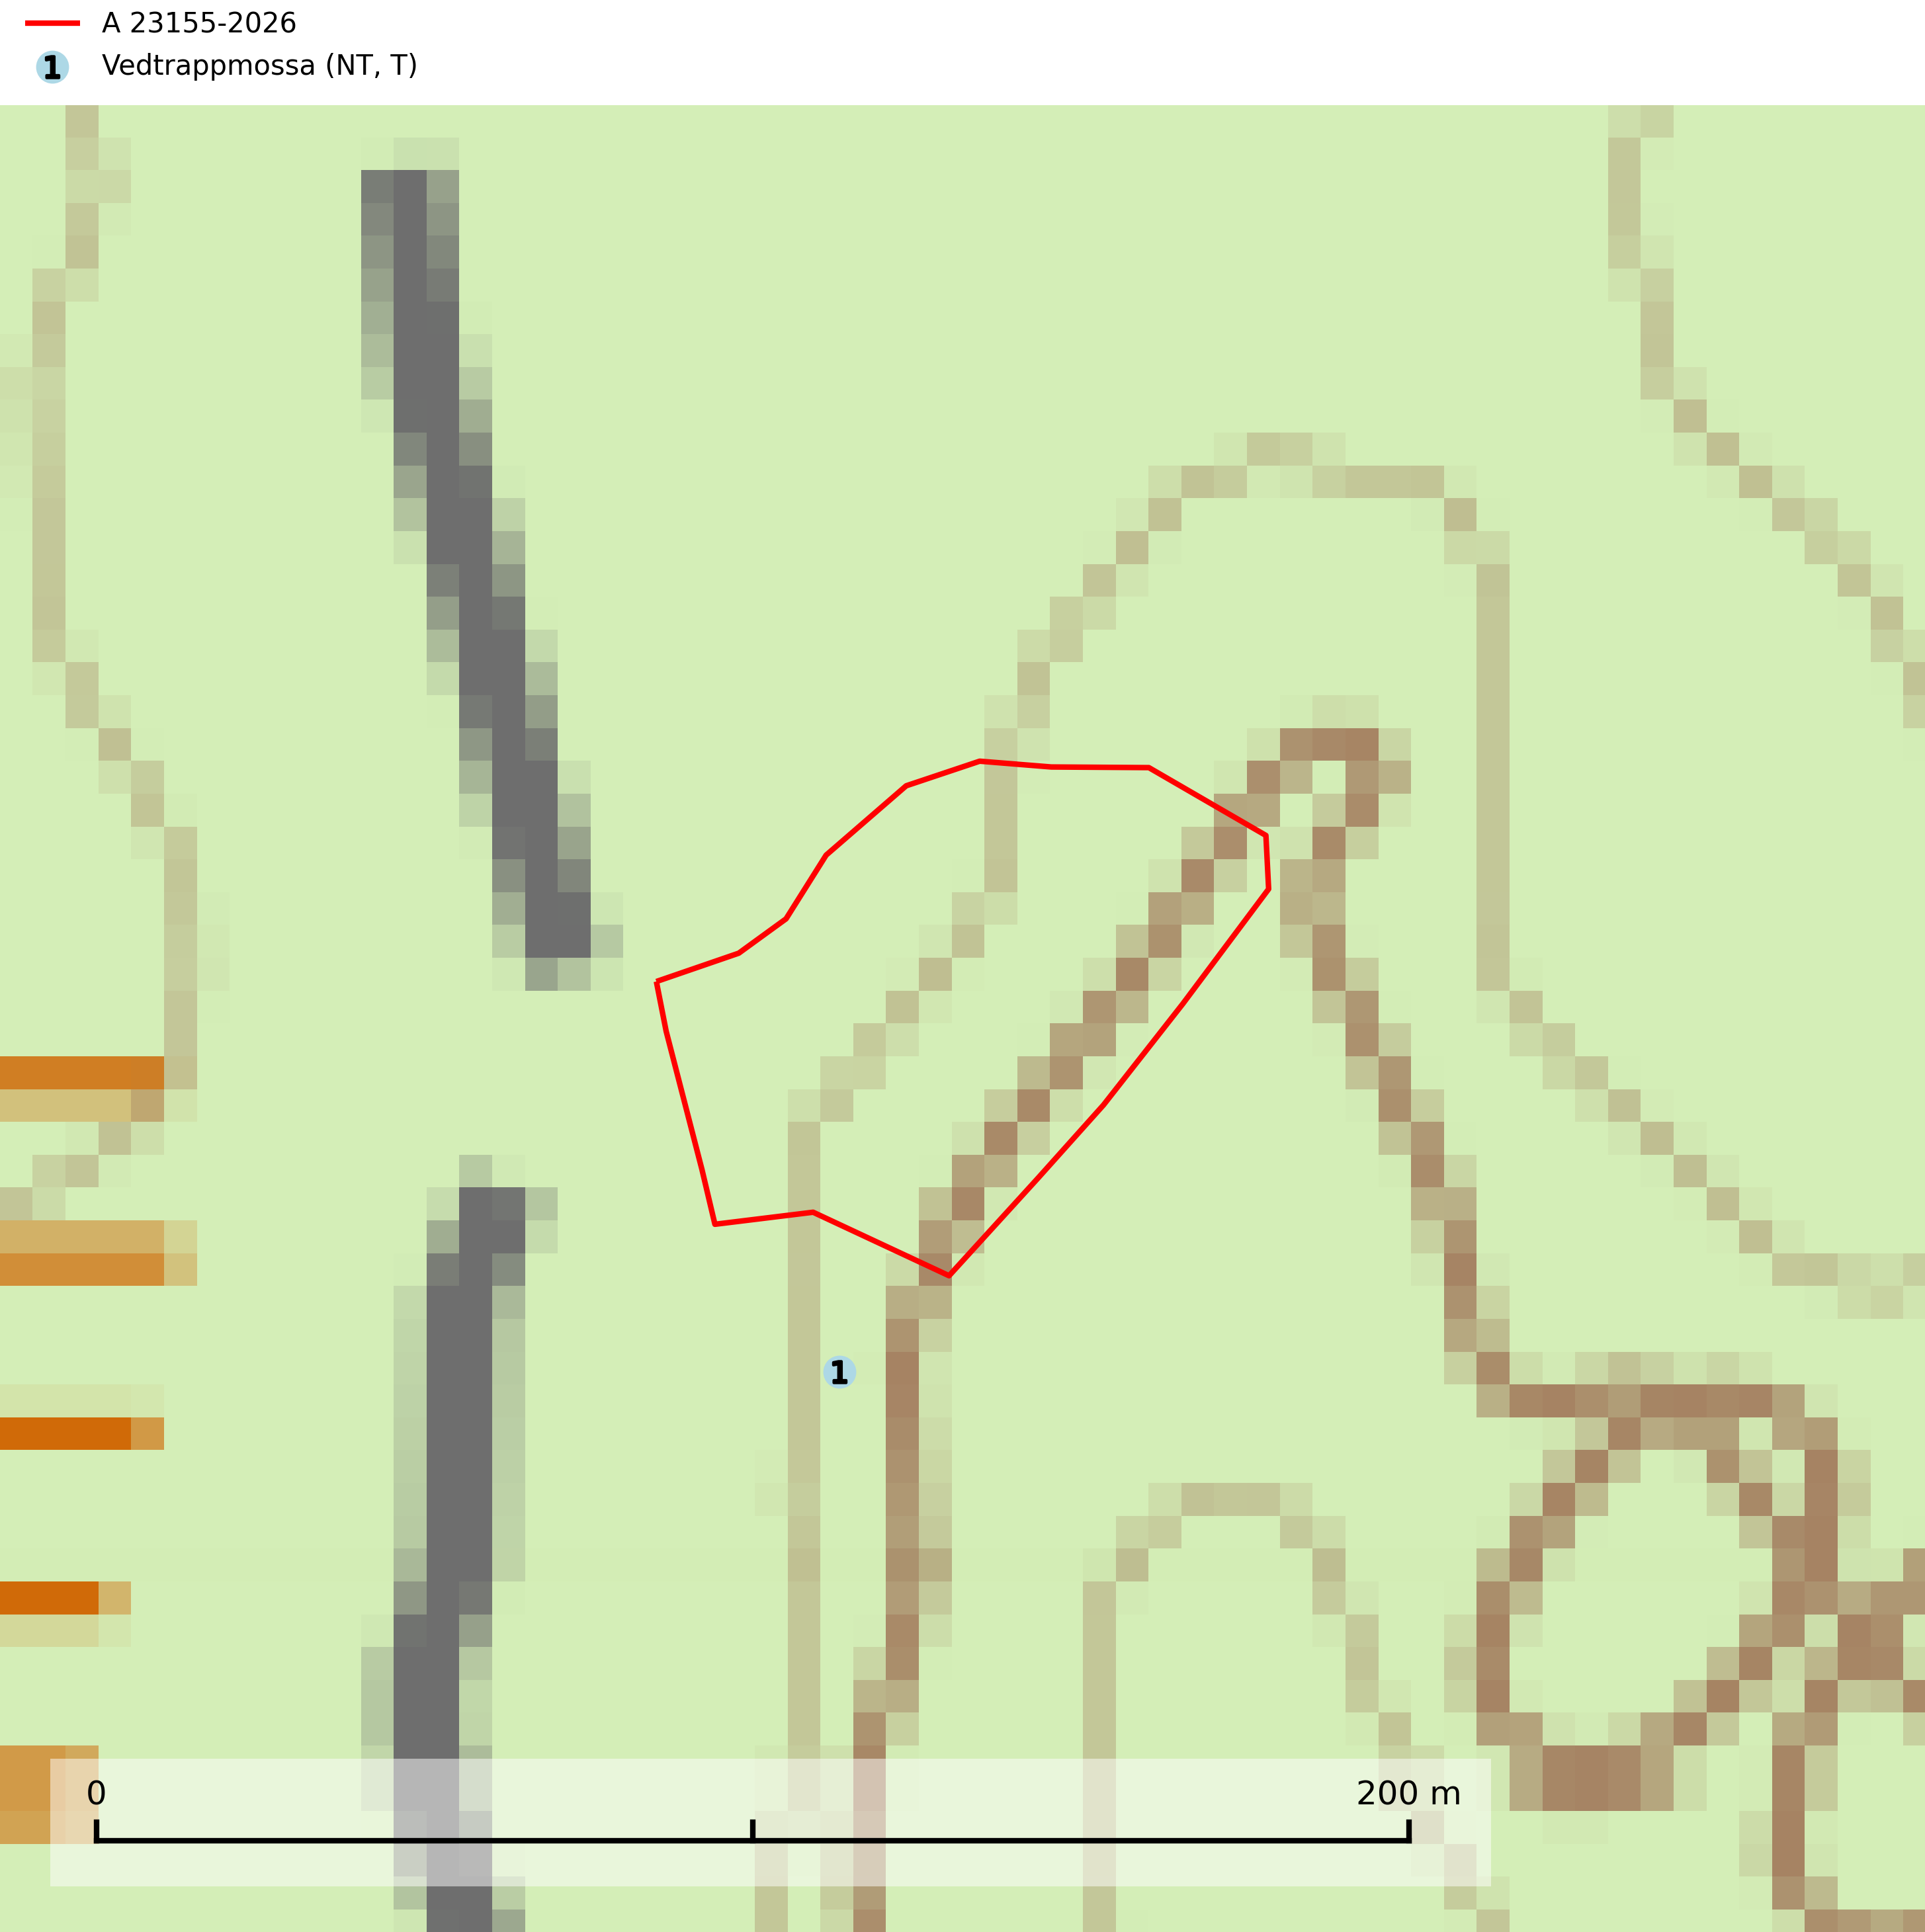 A 23155-2026
1 Vedtrappmossa (NT, T)
1
0 200 m